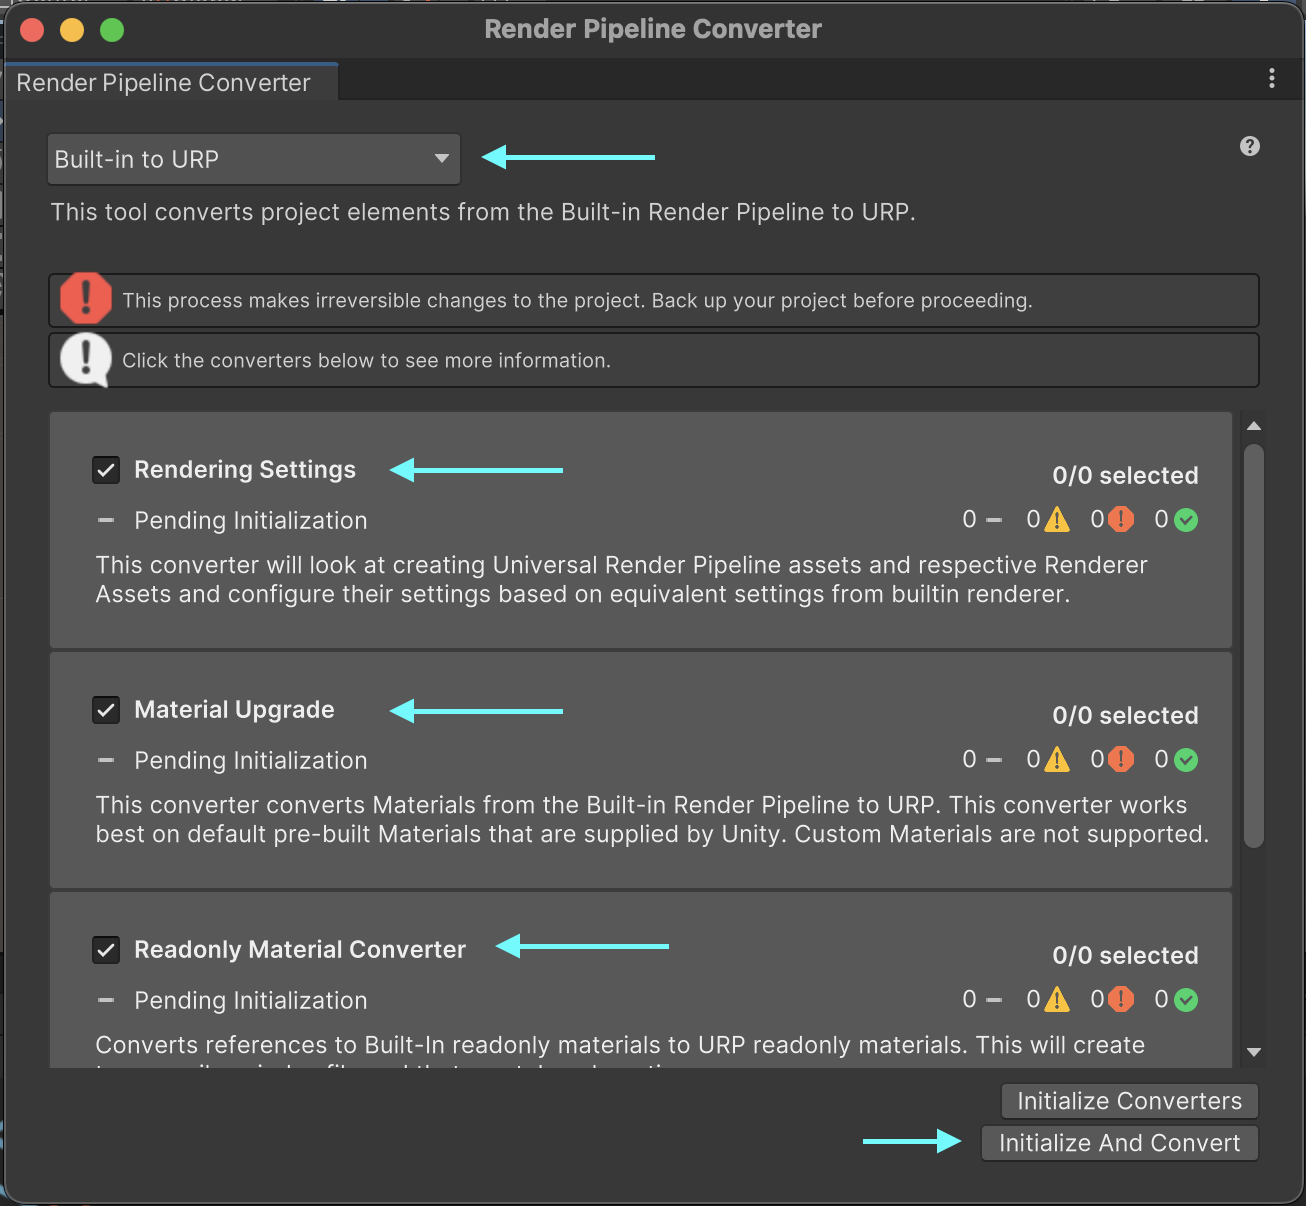 Render Pipeline Converter
Render Pipeline Converter
Built-in to URP
This tool converts project elements from the Built-in Render Pipeline to URP.
This process makes irreversible changes to the project. Back up your project before proceeding.
Click the converters below to see more information.
Rendering Settings
0/0 selected
Pending Initialization
0 0 0 0
This converter will look at creating Universal Render Pipeline assets and respective Renderer
Assets and configure their settings based on equivalent settings from builtin renderer.
Material Upgrade
0/0 selected
Pending Initialization
0 0 0 0
This converter converts Materials from the Built-in Render Pipeline to URP. This converter works
best on default pre-built Materials that are supplied by Unity. Custom Materials are not supported.
Readonly Material Converter
0/0 selected
Pending Initialization
0 0 0 0
Converts references to Built-In readonly materials to URP readonly materials. This will create
Initialize Converters
Initialize And Convert